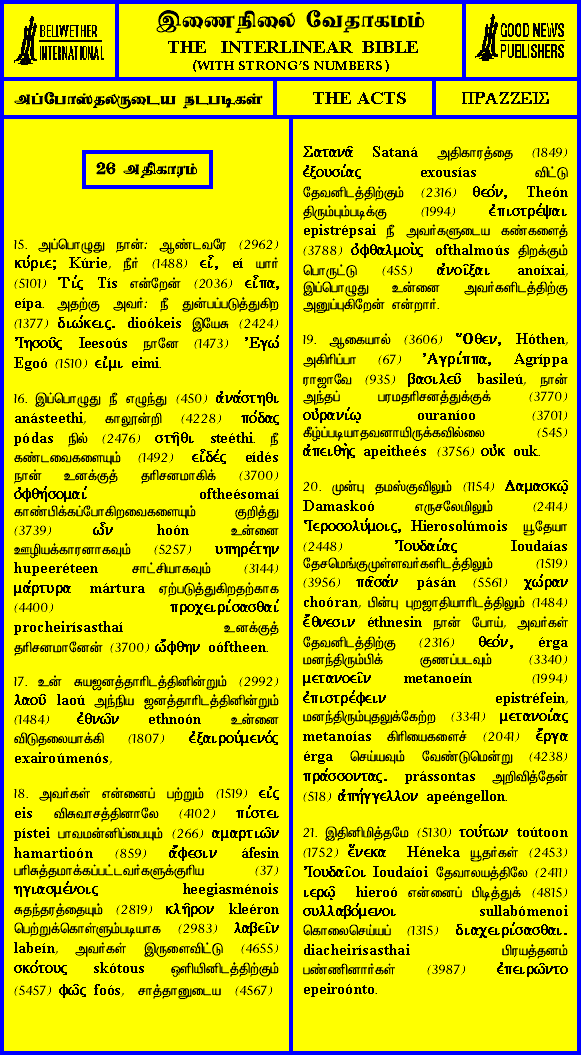 BELLWETHER
INTERNATIONAL
இணைநிலை வேதாகமம்
THE INTERLINEAR BIBLE
(WITH STRONG'S NUMBERS)
GOOD NEWS
PUBLISHERS
அப்போஸ்தலருடைய நடபடிகள்
THE ACTS
ΠΡΑΖΖΕΙΣ
26 அதிகாரம்
15. அப்பொழுது நான்: ஆண்டவரே (2962)
κύριε; Kúrie, நீர் (1488) εἶ, eí யார்
(5101) Τίς Tís என்றேன் (2036) εἶπα,
eípa. அதற்கு அவர்: நீ துன்பப்படுத்துகிற
(1377) διώκεις. dioókeis இயேசு (2424)
Ἰησοῦς Ieesoús நானே (1473) Ἐγώ
Egoó (1510) εἰμι eimi.
16. இப்பொழுது நீ எழுந்து (450) ἀνάστηθι
anásteethi, காலூன்றி (4228) πόδας
pódas நில் (2476) στῆθι steéthi. நீ
கண்டவைகளையும் (1492) εἶδές eídés
நான் உனக்குத் தரிசனமாகிக் (3700)
ὀφθήσομαί oftheésomaí
காண்பிக்கப்போகிறவைகளையும் குறித்து
(3739) ὧν hoón உன்னை
ஊழியக்காரனாகவும் (5257) υπηρέτην
hupeeréteen சாட்சியாகவும் (3144)
μάρτυρα mártura ஏற்படுத்துகிறதற்காக
(4400) προχειρίσασθαί
procheirísasthaí உனக்குத்
தரிசனமானேன் (3700) ὤφθην oóftheen.
17. உன் சுயஜனத்தாரிடத்தினின்றும் (2992)
λαοῦ laoú அந்நிய ஜனத்தாரிடத்தினின்றும்
(1484) ἐθνῶν ethnoón உன்னை
விடுதலையாக்கி (1807) ἐξαιρούμενός
exairoúmenós,
18. அவர்கள் என்னைப் பற்றும் (1519) εἰς
eis விசுவாசத்தினாலே (4102) πίστει
pístei பாவமன்னிப்பையும் (266) αμαρτιῶν
hamartioón (859) ἄφεσιν áfesin
பரிசுத்தமாக்கப்பட்டவர்களுக்குரிய (37)
ηγιασμένοις heegiasménois
சுதந்தரத்தையும் (2819) κλῆρον kleéron
பெற்றுக்கொள்ளும்படியாக (2983) λαβεῖν
labeín, அவர்கள் இருளைவிட்டு (4655)
σκότους skótous ஒளியினிடத்திற்கும்
(5457) φῶς foós, சாத்தானுடைய (4567)
Σατανᾶ Sataná அதிகாரத்தை (1849)
ἐξουσίας exousías விட்டு
தேவனிடத்திற்கும் (2316) θεόν, Theón
திரும்பும்படிக்கு (1994) ἐπιστρέψαι
epistrépsai நீ அவர்களுடைய கண்களைத்
(3788) ὀφθαλμοὺς ofthalmoús திறக்கும்
பொருட்டு (455) ἀνοῖξαι anoíxai,
இப்பொழுது உன்னை அவர்களிடத்திற்கு
அனுப்புகிறேன் என்றார்.
19. ஆகையால் (3606) Ὅθεν, Hóthen,
அகிரிப்பா (67) Ἀγρίππα, Agríppa
ராஜாவே (935) βασιλεῦ basileú, நான்
அந்தப் பரமதரிசனத்துக்குக் (3770)
οὐρανίῳ ouraníoo (3701)
கீழ்ப்படியாதவனாயிருக்கவில்லை (545)
ἀπειθὴς apeitheés (3756) οὐκ ouk.
20. முன்பு தமஸ்குவிலும் (1154) Δαμασκῷ
Damaskoó எருசலேமிலும் (2414)
Ἱεροσολύμοις, Hierosolúmois யூதேயா
(2448) Ἰουδαίας Ioudaías
தேசமெங்குமுள்ளவர்களிடத்திலும் (1519)
(3956) πᾶσάν pásán (5561) χώραν
choóran, பின்பு புறஜாதியாரிடத்திலும் (1484)
ἔθνεσιν éthnesin நான் போய், அவர்கள்
தேவனிடத்திற்கு (2316) θεόν, érga
மனந்திரும்பிக் குணப்படவும் (3340)
μετανοεῖν metanoeín (1994)
ἐπιστρέφειν epistréfein,
மனந்திரும்புதலுக்கேற்ற (3341) μετανοίας
metanoías கிரியைகளைச் (2041) ἔργα
érga செய்யவும் வேண்டுமென்று (4238)
πράσσοντας. prássontas அறிவித்தேன்
(518) ἀπήγγελλον apeéngellon.
21. இதினிமித்தமே (5130) τούτων toútoon
(1752) ἕνεκα Héneka யூதர்கள் (2453)
Ἰουδαῖοι Ioudaíoi தேவாலயத்திலே (2411)
ιερῷ hieroó என்னைப் பிடித்துக் (4815)
συλλαβόμενοι sullabómenoi
கொலைசெய்யப் (1315) διαχειρίσασθαι.
diacheirísasthai பிரயத்தனம்
பண்ணினார்கள் (3987) ἐπειρῶντο
epeiroónto.